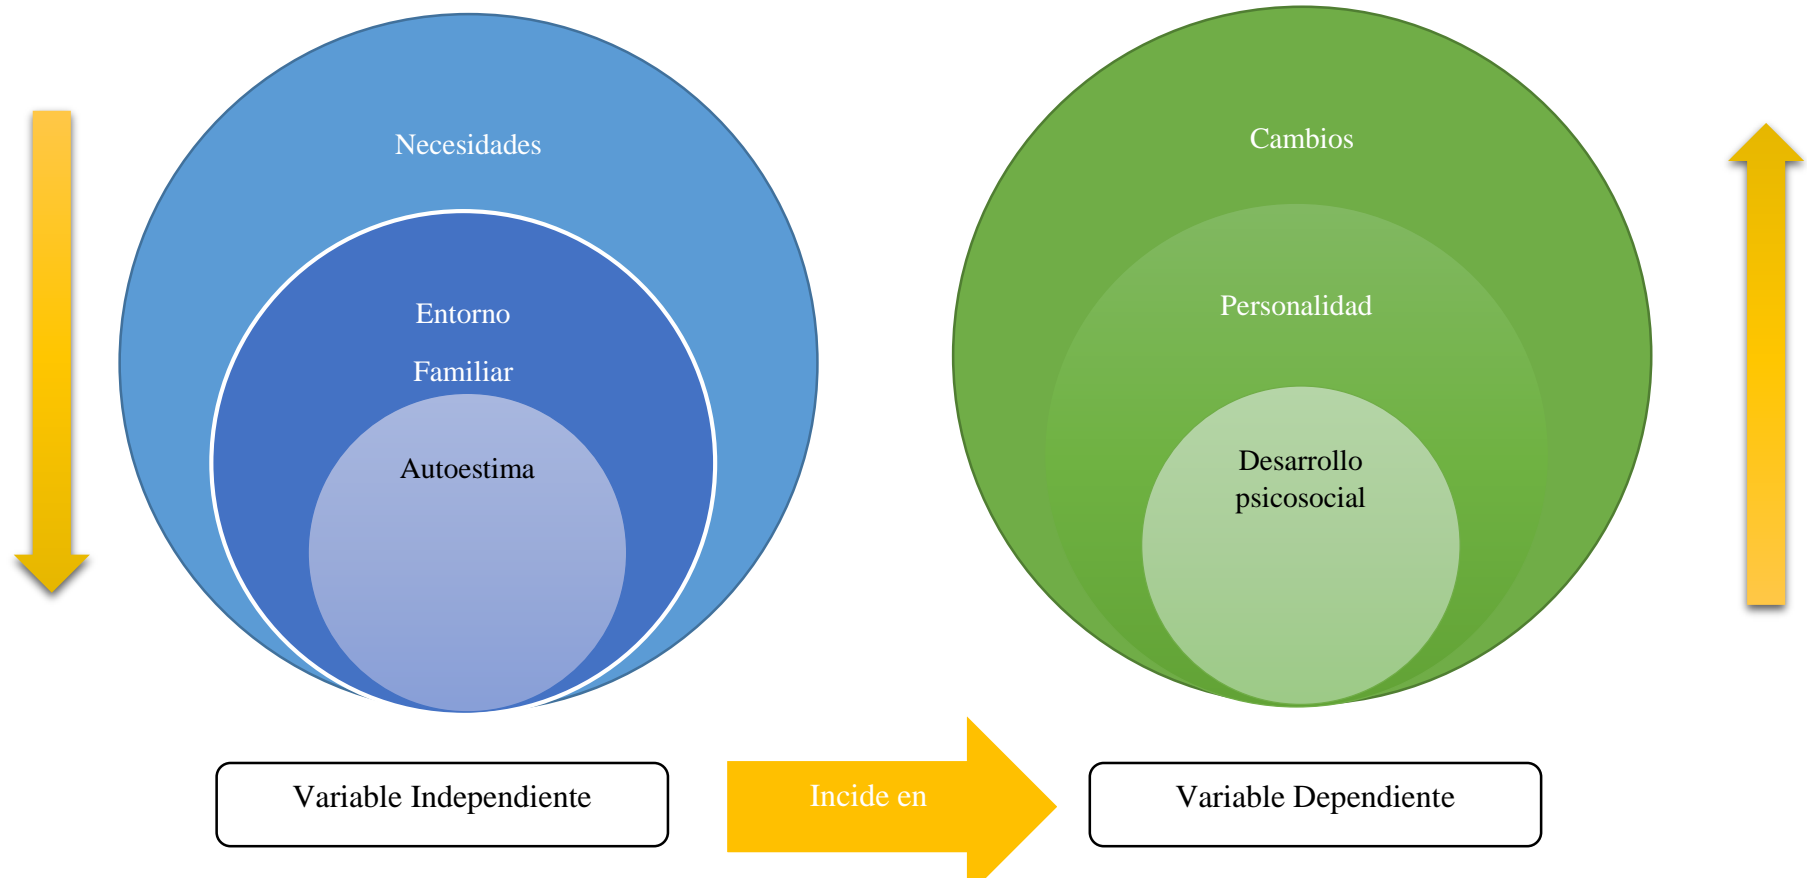 Necesidades
Entorno
Familiar
Autoestima
Cambios
Personalidad
Desarrollo
psicosocial
Variable Independiente
Incide en
Variable Dependiente